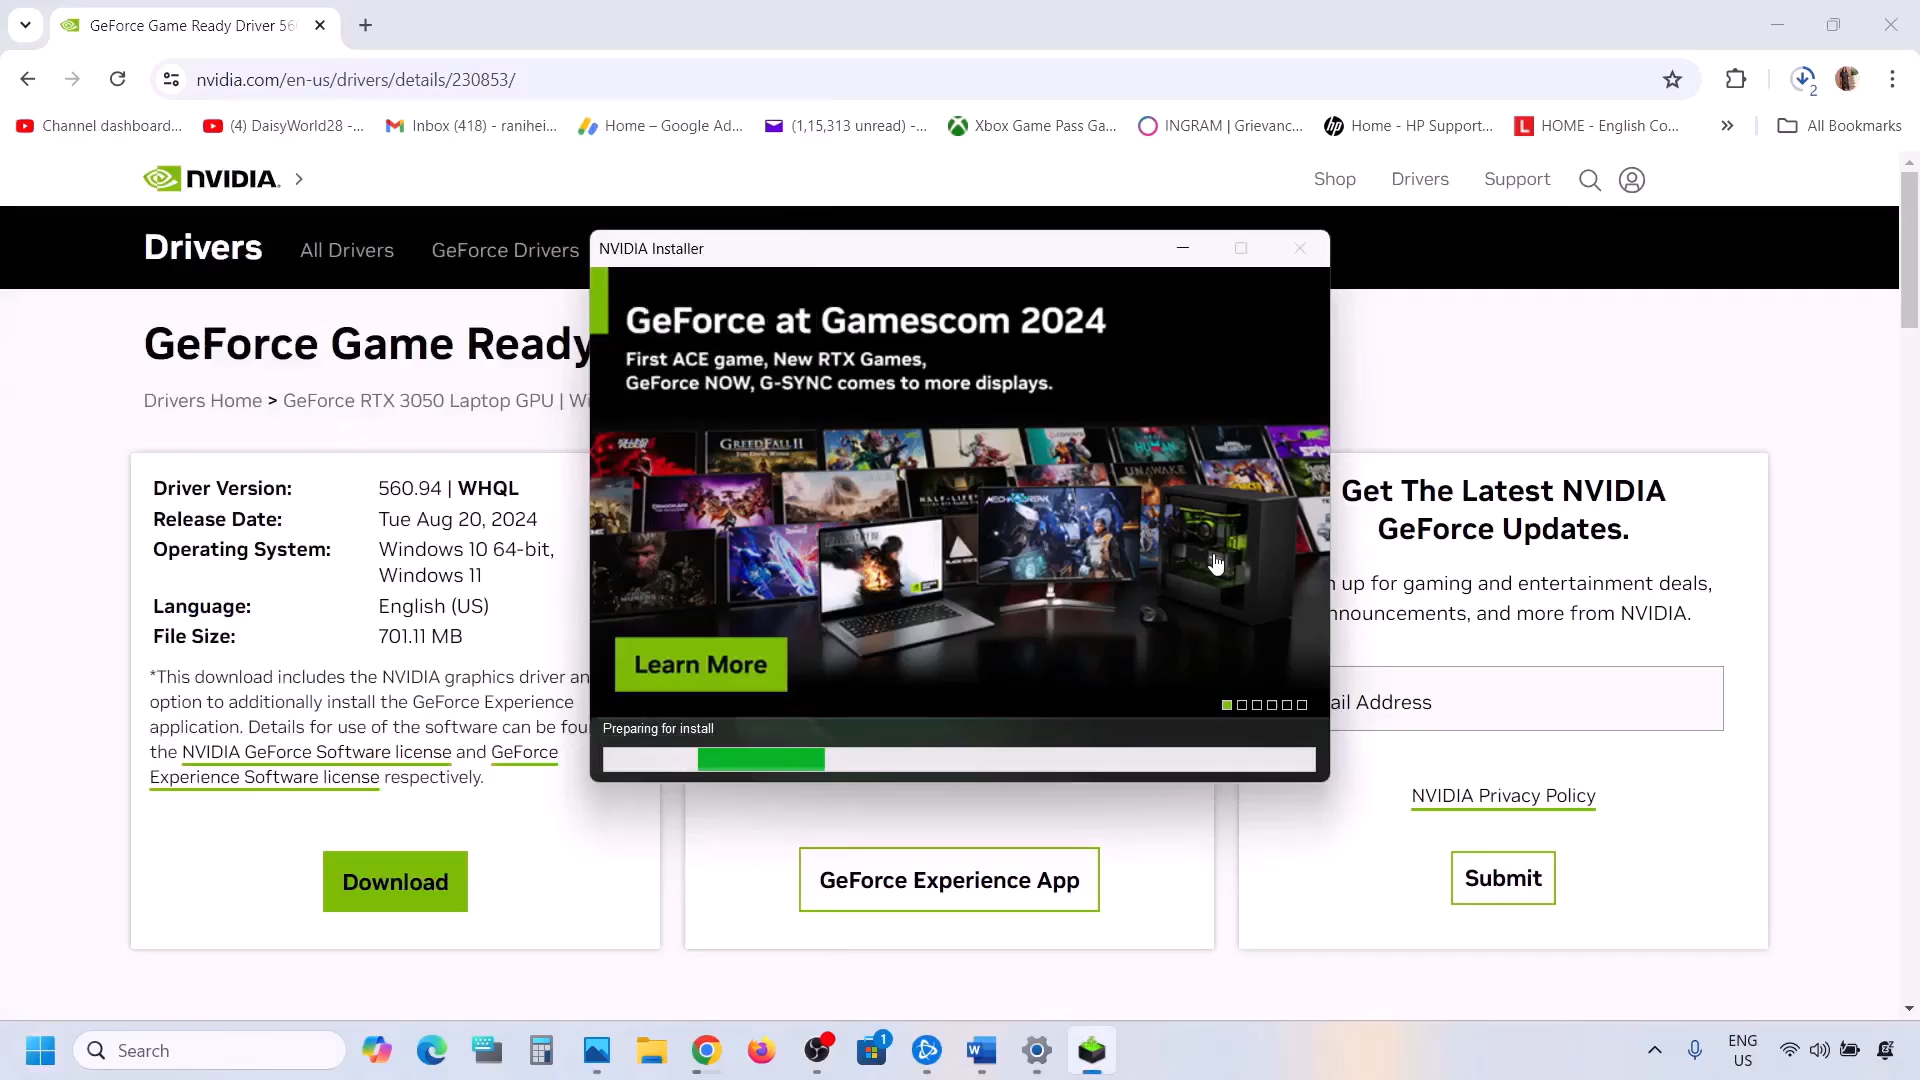 GeForce Game Ready Driver 56
nvidia.com/en-us/drivers/details/230853/
2
Channel dashboard...
(4) DaisyWorld28 -...
Inbox (418) - ranihei...
Home – Google Ad...
(1,15,313 unread) -...
Xbox Game Pass Ga...
INGRAM | Grievanc...
Home - HP Support...
HOME - English Co...
All Bookmarks
NVIDIA
Shop
Drivers
Support
Drivers
All Drivers
GeForce Drivers
NVIDIA Installer
GeForce at Gamescom 2024
First ACE game, New RTX Games,
GeForce NOW, G-SYNC comes to more displays.
GREEDFALL II
UNAWAKE
HALF-LIFE
Learn More
Preparing for install
GeForce Game Ready
Drivers Home > GeForce RTX 3050 Laptop GPU | Wi
Driver Version: 560.94 | WHQL
Release Date: Tue Aug 20, 2024
Operating System: Windows 10 64-bit,
Windows 11
Language: English (US)
File Size: 701.11 MB
*This download includes the NVIDIA graphics driver an
option to additionally install the GeForce Experience
application. Details for use of the software can be fou
the NVIDIA GeForce Software license and GeForce
Experience Software license respectively.
Download
GeForce Experience App
Get The Latest NVIDIA
GeForce Updates.
n up for gaming and entertainment deals,
nnouncements, and more from NVIDIA.
ail Address
NVIDIA Privacy Policy
Submit
Search
1
ENG
US